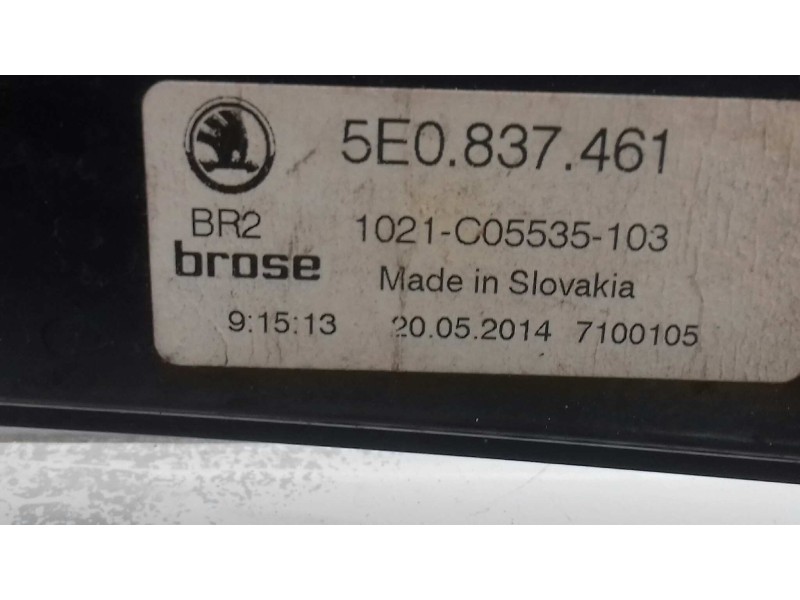 5E0.837.461
BR2 1021-C05535-103
brose Made in Slovakia
9:15:13 20.05.2014 7100105